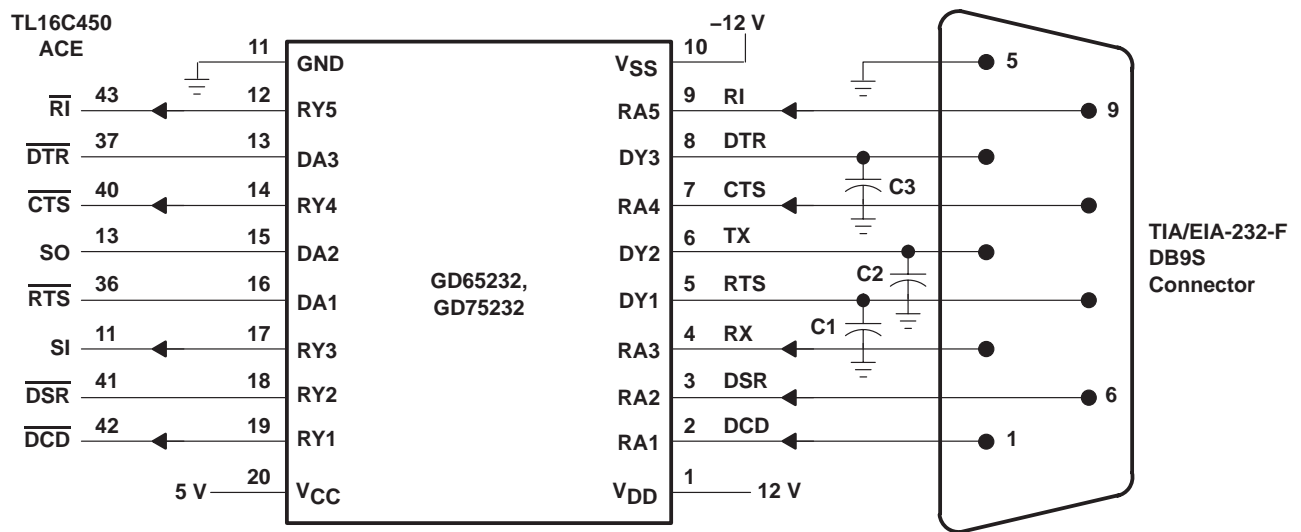 TL16C450
ACE
–12 V
11 GND VSS 10 5
RI 43 12 RY5 RA5 9 RI 9
DTR 37 13 DA3 DY3 8 DTR
C3
CTS 40 14 RY4 RA4 7 CTS
SO 13 15 DA2 DY2 6 TX
C2
RTS 36 16 DA1 DY1 5 RTS
C1
SI 11 17 RY3 RA3 4 RX
DSR 41 18 RY2 RA2 3 DSR 6
DCD 42 19 RY1 RA1 2 DCD 1
5 V 20 VCC VDD 1 12 V
GD65232,
GD75232
TIA/EIA-232-F
DB9S
Connector